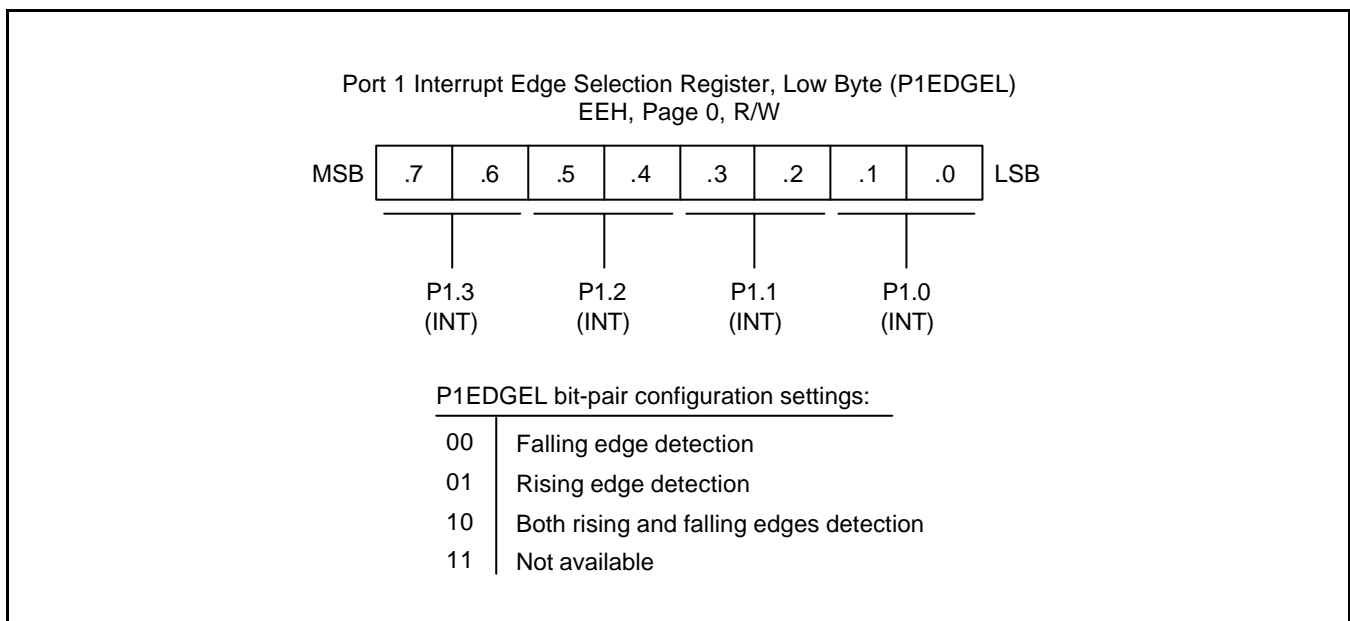 Port 1 Interrupt Edge Selection Register, Low Byte (P1EDGEL)
EEH, Page 0, R/W
MSB .7 .6 .5 .4 .3 .2 .1 .0 LSB
P1.3 P1.2 P1.1 P1.0
(INT) (INT) (INT) (INT)
P1EDGEL bit-pair configuration settings:
00 Falling edge detection
01 Rising edge detection
10 Both rising and falling edges detection
11 Not available